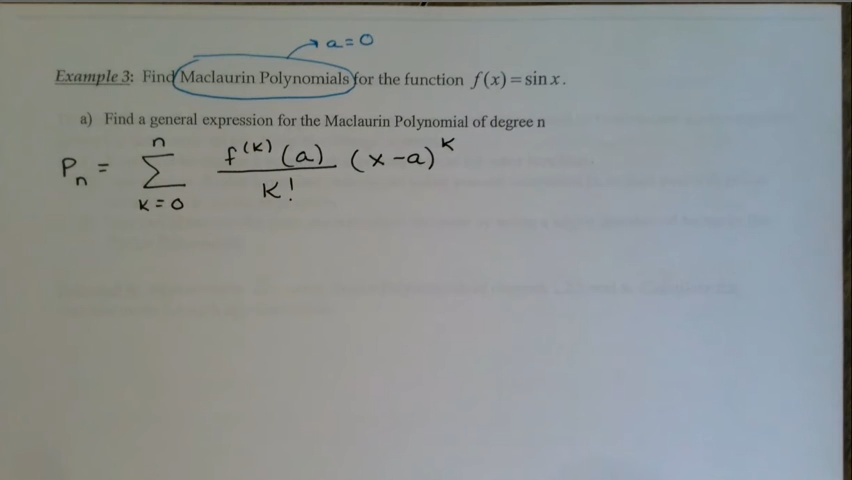 → a = 0
Example 3: Find Maclaurin Polynomials for the function f(x) = sin x.
a) Find a general expression for the Maclaurin Polynomial of degree n
Pₙ = ∑_{k=0}^{n} f^{(k)}(a) / k! (x - a)^k